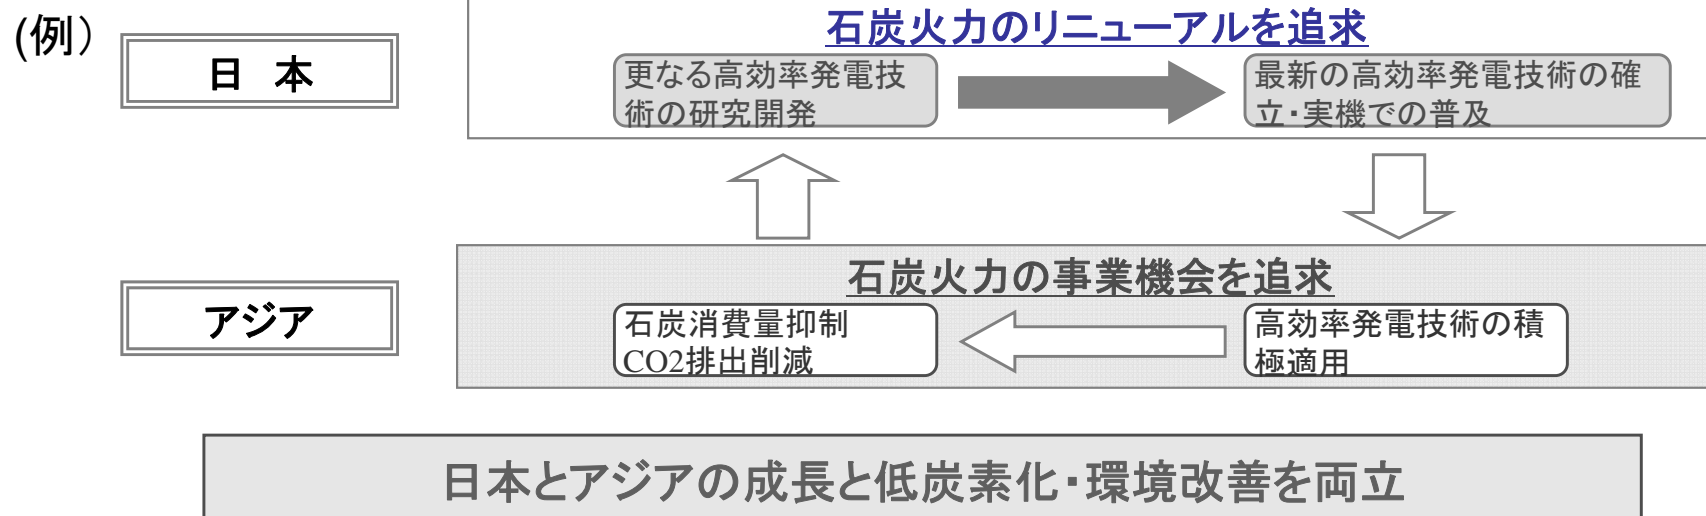 (例）
日　本
石炭火力のリニューアルを追求
更なる高効率発電技
術の研究開発
最新の高効率発電技術の確
立・実機での普及
アジア
石炭火力の事業機会を追求
石炭消費量抑制
CO2排出削減
高効率発電技術の積
極適用
日本とアジアの成長と低炭素化・環境改善を両立